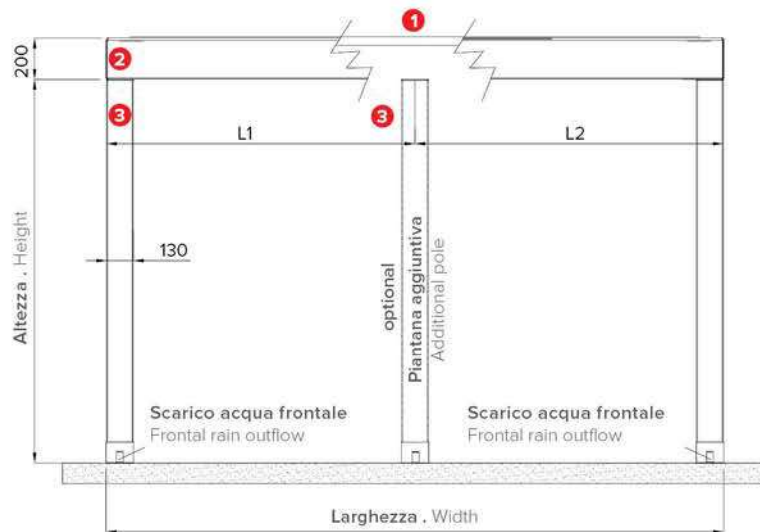 1
200
2
3
3
L1
L2
Altezza . Height
130
optional
Piantana aggiuntiva
Additional pole
Scarico acqua frontale
Frontal rain outflow
Scarico acqua frontale
Frontal rain outflow
Larghezza . Width